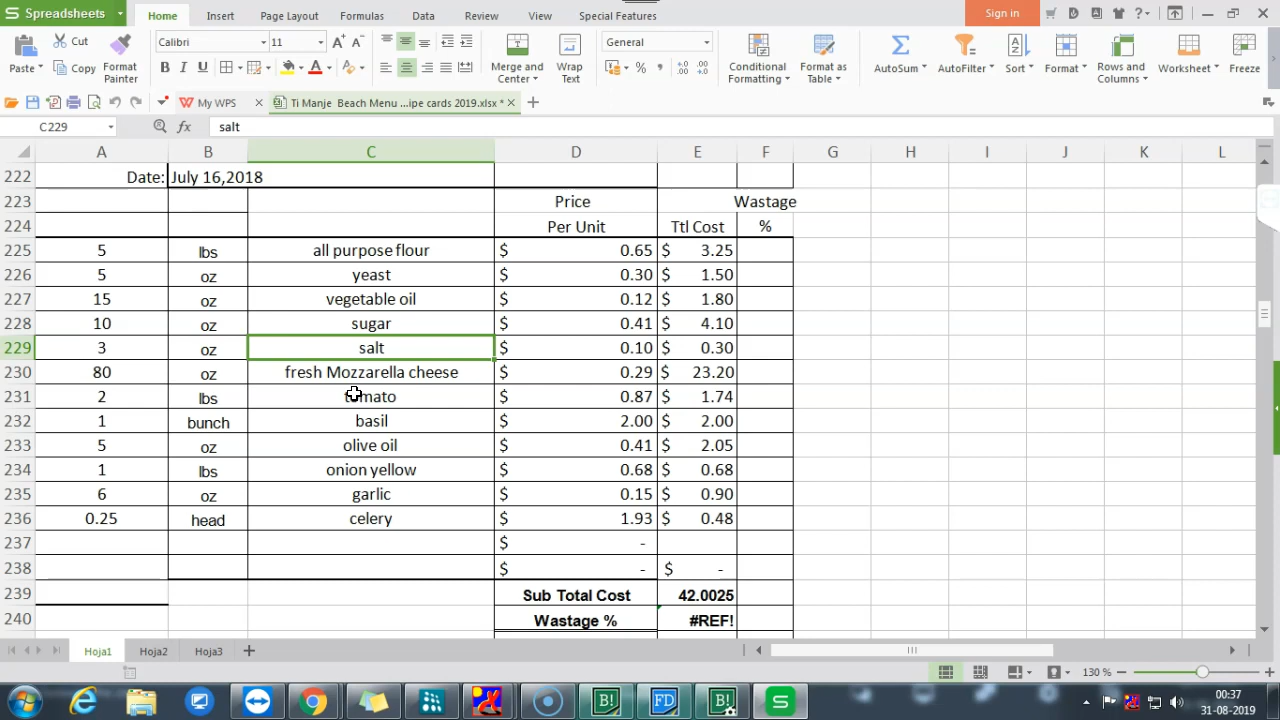 Spreadsheets
Home Insert Page Layout Formulas Data Review View Special Features Sign in
Cut Calibri 11 General
Paste Copy Format Painter B I U Merge and Center Wrap Text Conditional Formatting Format as Table AutoSum AutoFilter Sort Format Rows and Columns Worksheet Freeze
My WPS Ti Manje Beach Menu ...ipe cards 2019.xlsx *
C229 fx salt
A B C D E F G H I J K L
222 Date: July 16,2018
223 Price Wastage
224 Per Unit Ttl Cost %
225 5 lbs all purpose flour $ 0.65 $ 3.25
226 5 oz yeast $ 0.30 $ 1.50
227 15 oz vegetable oil $ 0.12 $ 1.80
228 10 oz sugar $ 0.41 $ 4.10
229 3 oz salt $ 0.10 $ 0.30
230 80 oz fresh Mozzarella cheese $ 0.29 $ 23.20
231 2 lbs tomato $ 0.87 $ 1.74
232 1 bunch basil $ 2.00 $ 2.00
233 5 oz olive oil $ 0.41 $ 2.05
234 1 lbs onion yellow $ 0.68 $ 0.68
235 6 oz garlic $ 0.15 $ 0.90
236 0.25 head celery $ 1.93 $ 0.48
237 $ -
238 $ - $ -
239 Sub Total Cost 42.0025
240 Wastage % #REF!
Hoja1 Hoja2 Hoja3
130 %
00:37
31-08-2019